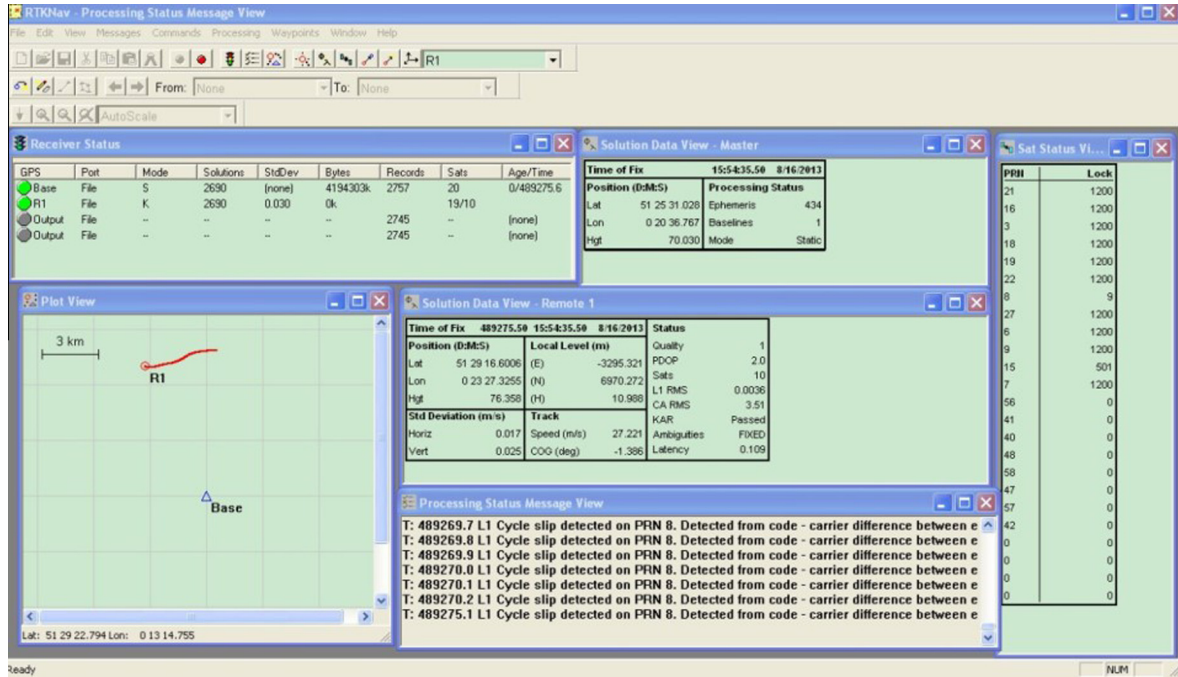 RTKNav - Processing Status Message View
File Edit View Messages Commands Processing Waypoints Window Help
R1
From: None To: None
AutoScale
Receiver Status
GPS Port Mode Solutions StdDev Bytes Records Sats Age/Time
Base File S 2690 (none) 4194303k 2757 20 0/489275.6
R1 File K 2690 0.030 0k 19/10
Output File -- -- -- -- 2745 -- (none)
Output File -- -- -- -- 2745 -- (none)
Solution Data View - Master
Time of Fix 15:54:35.50 8/16/2013
Position (D:M:S) Processing Status
Lat 51 25 31.028 Ephemeris 434
Lon 0 20 36.767 Baselines 1
Hgt 70.030 Mode Static
Sat Status Vi...
PRN Lock
21 1200
16 1200
3 1200
18 1200
19 1200
22 1200
8 9
27 1200
6 1200
9 1200
15 501
7 1200
56 0
41 0
40 0
48 0
58 0
47 0
57 0
42 0
0 0
0 0
0 0
0 0
Plot View
3 km
R1
Base
Lat: 51 29 22.794 Lon: 0 13 14.755
Solution Data View - Remote 1
Time of Fix 489275.50 15:54:35.50 8/16/2013 Status
Position (D:M:S) Local Level (m) Quality 1
Lat 51 29 16.6006 (E) -3295.321 PDOP 2.0
Lon 0 23 27.3255 (N) 6970.272 Sats 10
Hgt 76.358 (H) 10.988 L1 RMS 0.0036
CA RMS 3.51
Std Deviation (m/s) Track KAR Passed
Horiz 0.017 Speed (m/s) 27.221 Ambiguities FIXED
Vert 0.025 COG (deg) -1.386 Latency 0.109
Processing Status Message View
T: 489269.7 L1 Cycle slip detected on PRN 8. Detected from code - carrier difference between e
T: 489269.8 L1 Cycle slip detected on PRN 8. Detected from code - carrier difference between e
T: 489269.9 L1 Cycle slip detected on PRN 8. Detected from code - carrier difference between e
T: 489270.0 L1 Cycle slip detected on PRN 8. Detected from code - carrier difference between e
T: 489270.1 L1 Cycle slip detected on PRN 8. Detected from code - carrier difference between e
T: 489270.2 L1 Cycle slip detected on PRN 8. Detected from code - carrier difference between e
T: 489275.1 L1 Cycle slip detected on PRN 8. Detected from code - carrier difference between e
Ready NUM